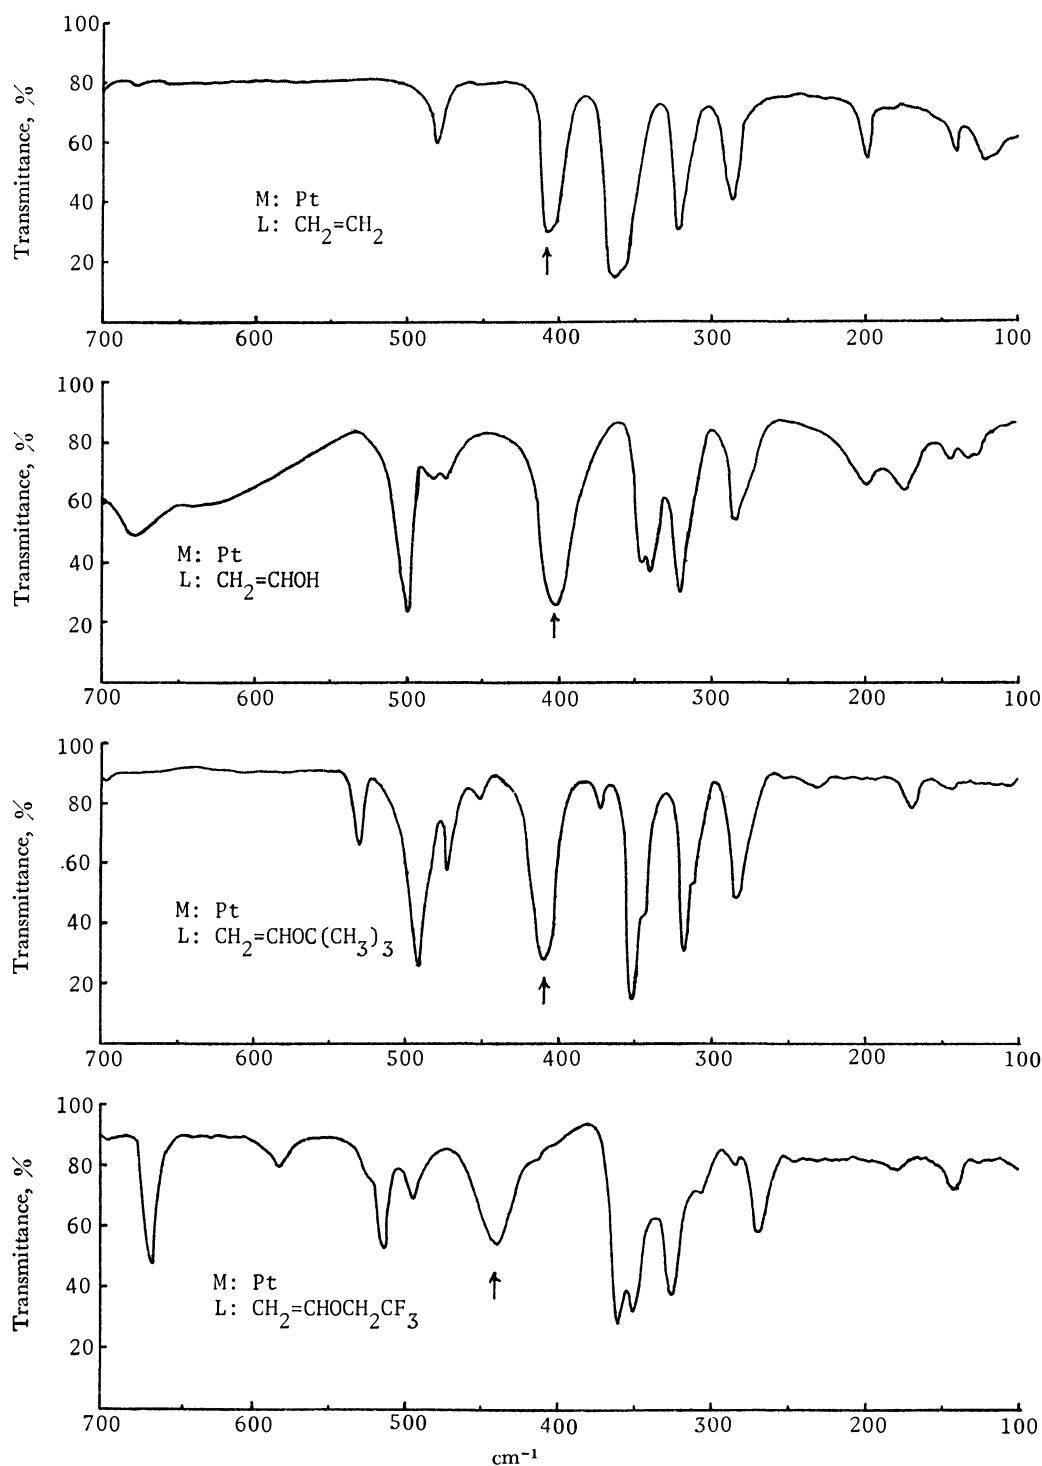 Transmittance, %
100
80
60
40
20
M: Pt
L: CH2=CH2
700 600 500 400 300 200 100
Transmittance, %
100
80
60
40
20
M: Pt
L: CH2=CHOH
700 600 500 400 300 200 100
Transmittance, %
100
80
60
40
20
M: Pt
L: CH2=CHOC(CH3)3
700 600 500 400 300 200 100
Transmittance, %
100
80
60
40
20
M: Pt
L: CH2=CHOCH2CF3
700 600 500 400 300 200 100
cm⁻¹